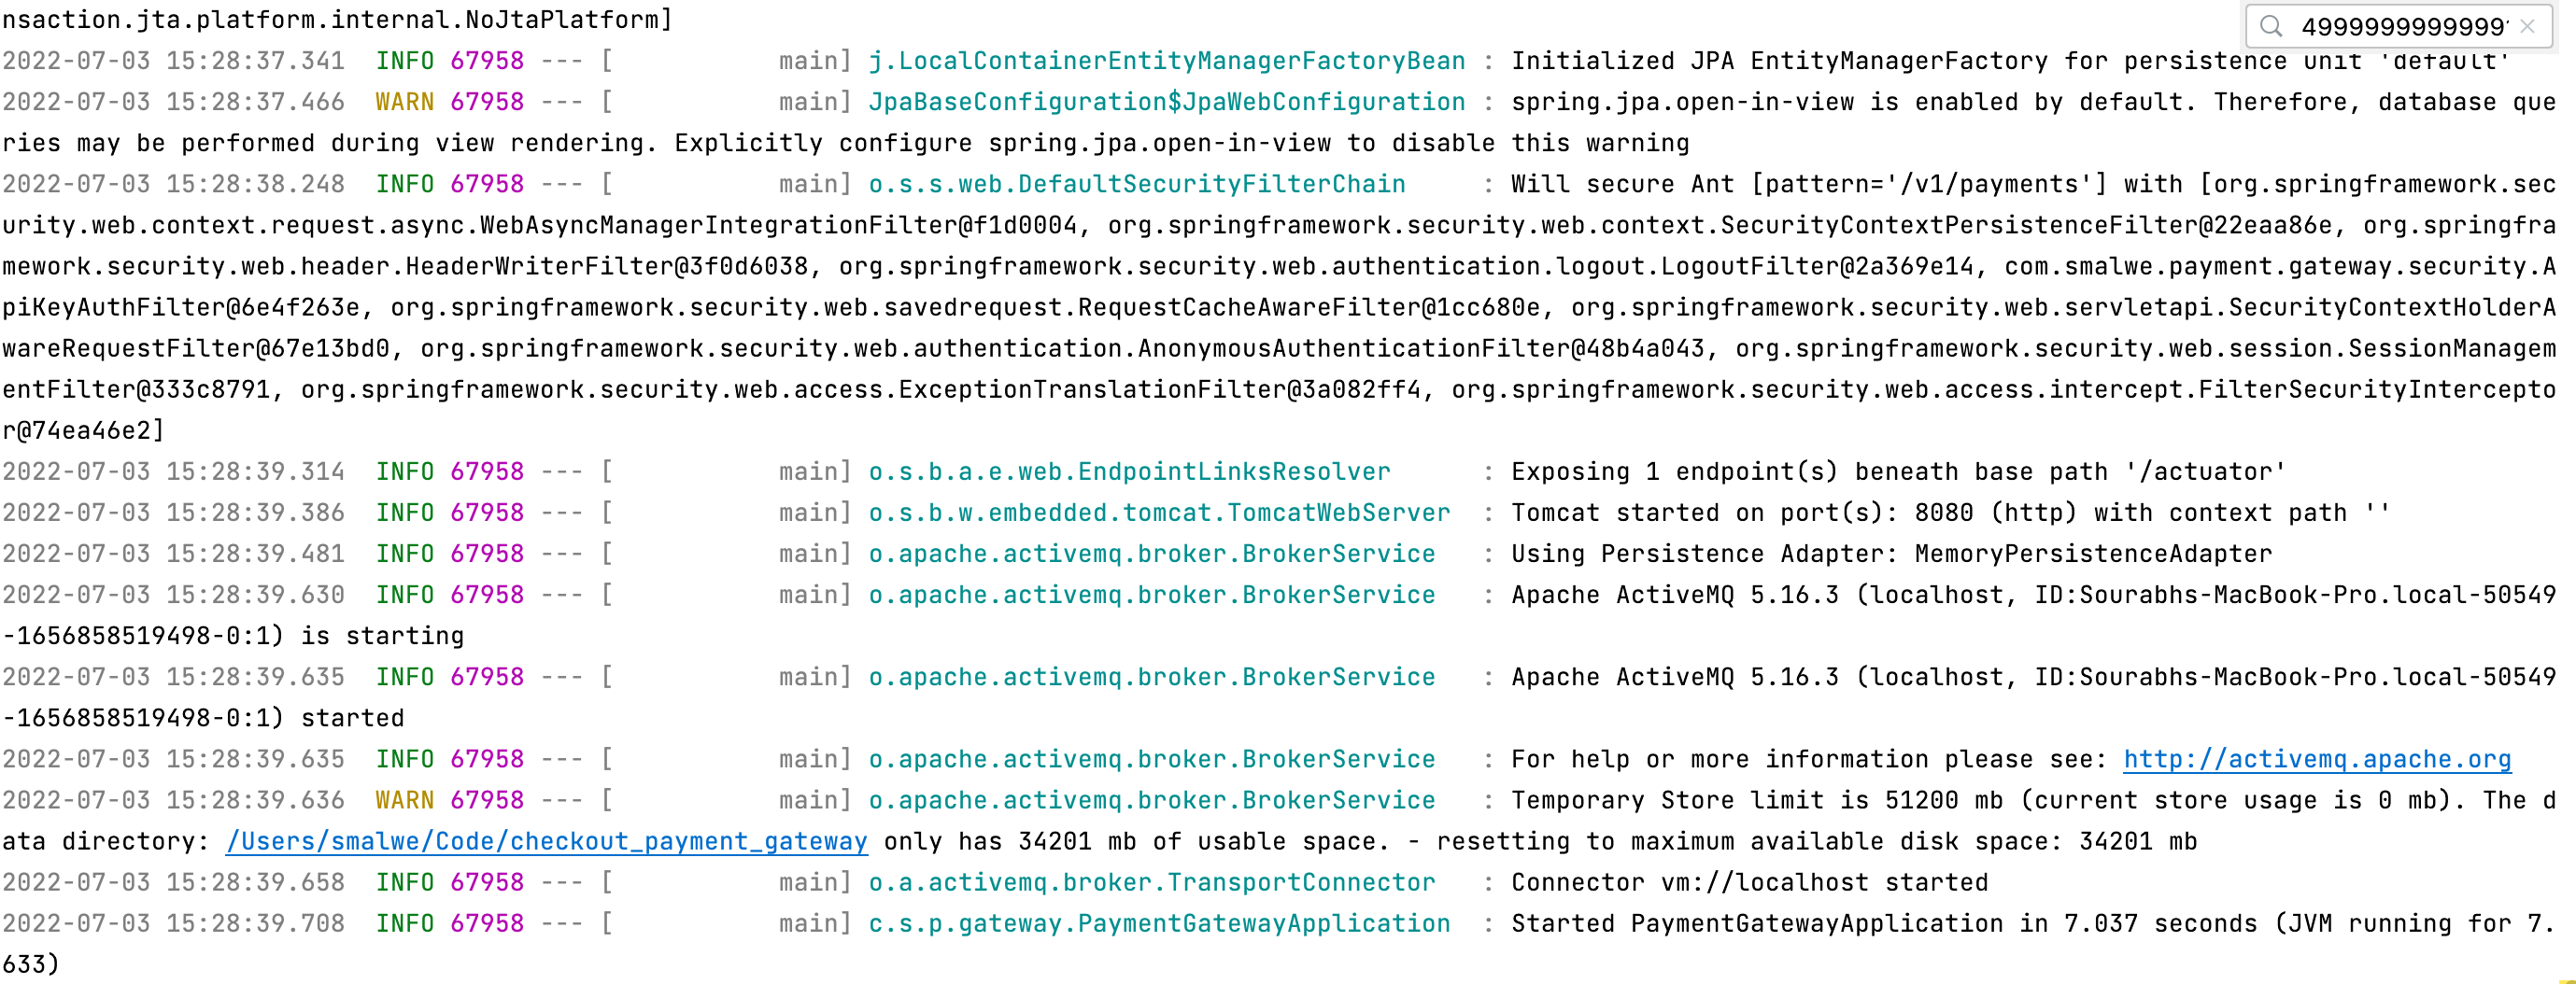 nsaction.jta.platform.internal.NoJtaPlatform]
49999999999999
2022-07-03 15:28:37.341  INFO 67958 --- [           main] j.LocalContainerEntityManagerFactoryBean : Initialized JPA EntityManagerFactory for persistence unit 'default'
2022-07-03 15:28:37.466  WARN 67958 --- [           main] JpaBaseConfiguration$JpaWebConfiguration : spring.jpa.open-in-view is enabled by default. Therefore, database que
ries may be performed during view rendering. Explicitly configure spring.jpa.open-in-view to disable this warning
2022-07-03 15:28:38.248  INFO 67958 --- [           main] o.s.s.web.DefaultSecurityFilterChain     : Will secure Ant [pattern='/v1/payments'] with [org.springframework.sec
urity.web.context.request.async.WebAsyncManagerIntegrationFilter@f1d0004, org.springframework.security.web.context.SecurityContextPersistenceFilter@22eaa86e, org.springfra
mework.security.web.header.HeaderWriterFilter@3f0d6038, org.springframework.security.web.authentication.logout.LogoutFilter@2a369e14, com.smalwe.payment.gateway.security.A
piKeyAuthFilter@6e4f263e, org.springframework.security.web.savedrequest.RequestCacheAwareFilter@1cc680e, org.springframework.security.web.servletapi.SecurityContextHolderA
wareRequestFilter@67e13bd0, org.springframework.security.web.authentication.AnonymousAuthenticationFilter@48b4a043, org.springframework.security.web.session.SessionManagem
entFilter@333c8791, org.springframework.security.web.access.ExceptionTranslationFilter@3a082ff4, org.springframework.security.web.access.intercept.FilterSecurityIntercepto
r@74ea46e2]
2022-07-03 15:28:39.314  INFO 67958 --- [           main] o.s.b.a.e.web.EndpointLinksResolver      : Exposing 1 endpoint(s) beneath base path '/actuator'
2022-07-03 15:28:39.386  INFO 67958 --- [           main] o.s.b.w.embedded.tomcat.TomcatWebServer  : Tomcat started on port(s): 8080 (http) with context path ''
2022-07-03 15:28:39.481  INFO 67958 --- [           main] o.apache.activemq.broker.BrokerService   : Using Persistence Adapter: MemoryPersistenceAdapter
2022-07-03 15:28:39.630  INFO 67958 --- [           main] o.apache.activemq.broker.BrokerService   : Apache ActiveMQ 5.16.3 (localhost, ID:Sourabhs-MacBook-Pro.local-50549
-1656858519498-0:1) is starting
2022-07-03 15:28:39.635  INFO 67958 --- [           main] o.apache.activemq.broker.BrokerService   : Apache ActiveMQ 5.16.3 (localhost, ID:Sourabhs-MacBook-Pro.local-50549
-1656858519498-0:1) started
2022-07-03 15:28:39.635  INFO 67958 --- [           main] o.apache.activemq.broker.BrokerService   : For help or more information please see: http://activemq.apache.org
2022-07-03 15:28:39.636  WARN 67958 --- [           main] o.apache.activemq.broker.BrokerService   : Temporary Store limit is 51200 mb (current store usage is 0 mb). The d
ata directory: /Users/smalwe/Code/checkout_payment_gateway only has 34201 mb of usable space. - resetting to maximum available disk space: 34201 mb
2022-07-03 15:28:39.658  INFO 67958 --- [           main] o.a.activemq.broker.TransportConnector   : Connector vm://localhost started
2022-07-03 15:28:39.708  INFO 67958 --- [           main] c.s.p.gateway.PaymentGatewayApplication  : Started PaymentGatewayApplication in 7.037 seconds (JVM running for 7.
633)